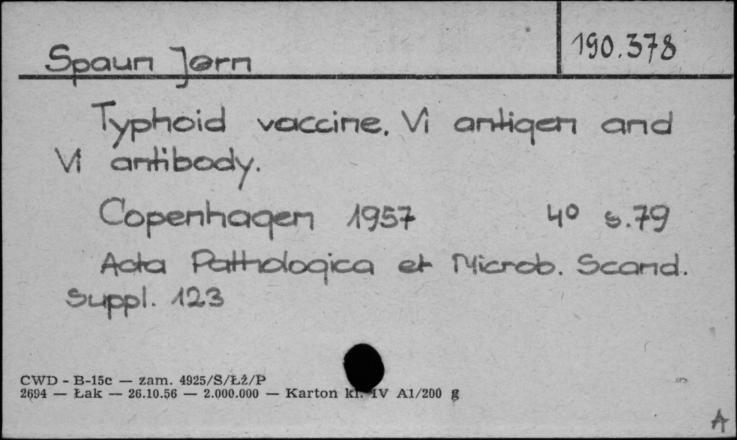 190.378
Spaun Jørn
Typhoid vaccine. Vi antigen and
Vi antibody.
Copenhagen 1957 4° s.79
Acta Pathologica et Microb. Scand.
Suppl. 123
CWD - B-15c — zam. 4925/S/ŁŻ/P
2694 — Łak — 26.10.56 — 2.000.000 — Karton kl. IV A1/200 g
A